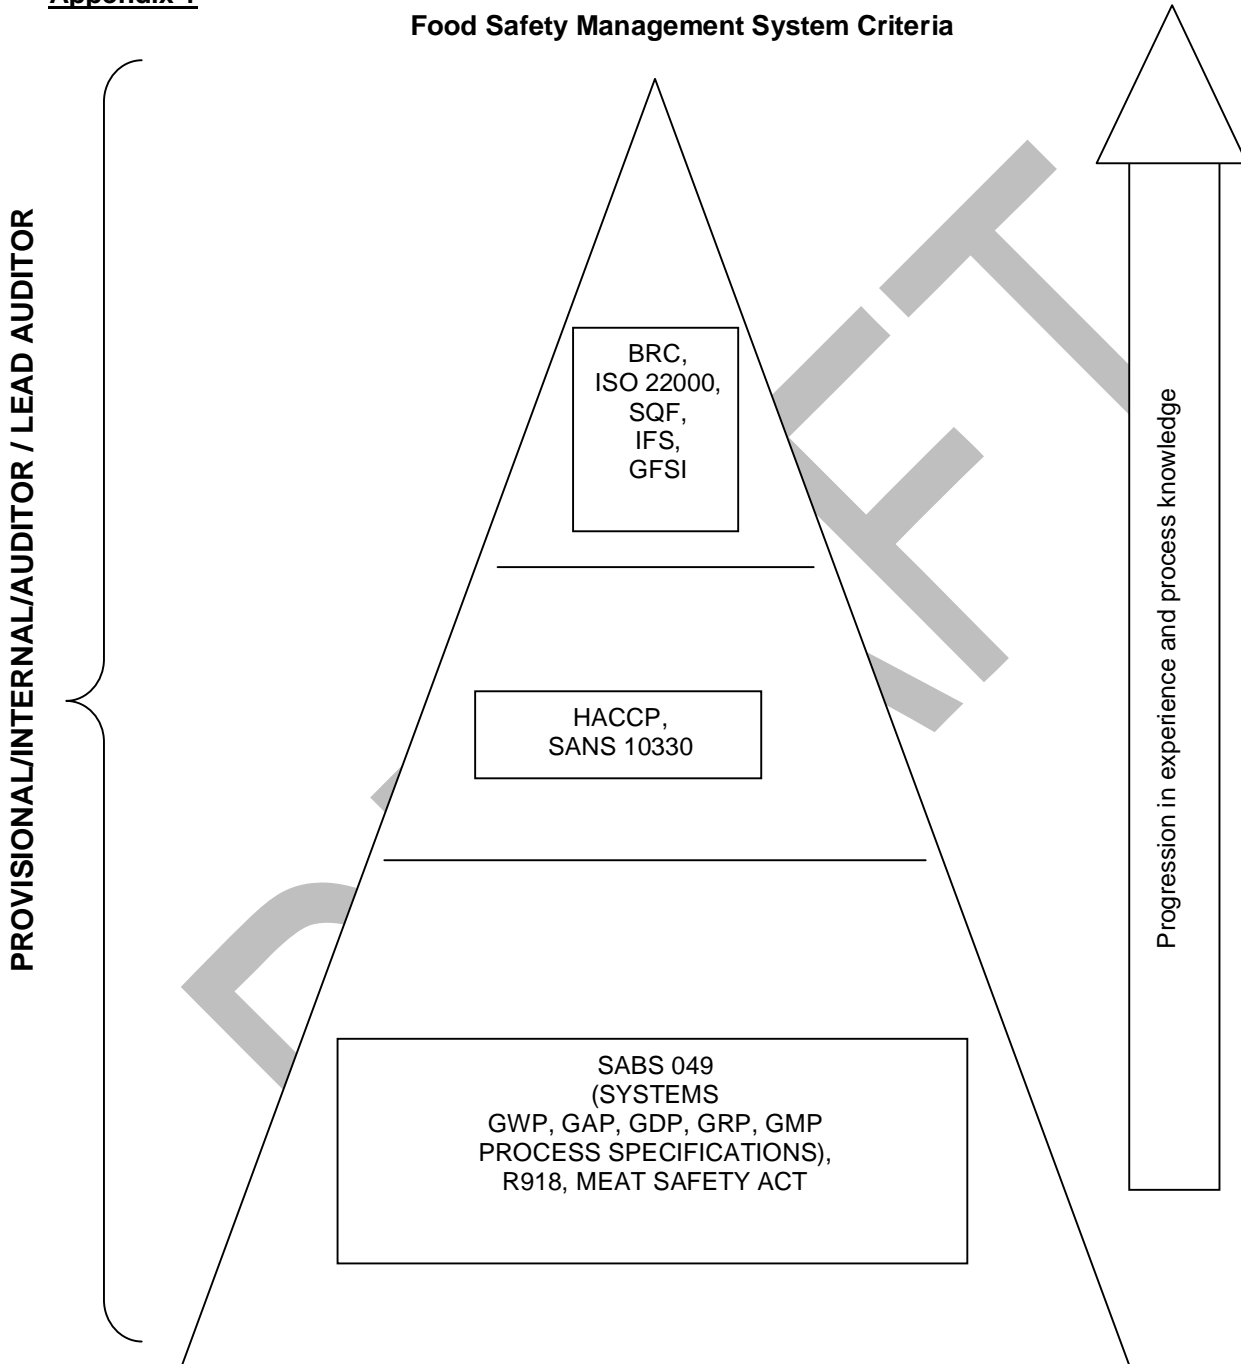 Food Safety Management System Criteria
PROVISIONAL/INTERNAL/AUDITOR / LEAD AUDITOR
BRC,
ISO 22000,
SQF,
IFS,
GFSI
HACCP,
SANS 10330
SABS 049
(SYSTEMS
GWP, GAP, GDP, GRP, GMP
PROCESS SPECIFICATIONS),
R918, MEAT SAFETY ACT
Progression in experience and process knowledge
DRAFT